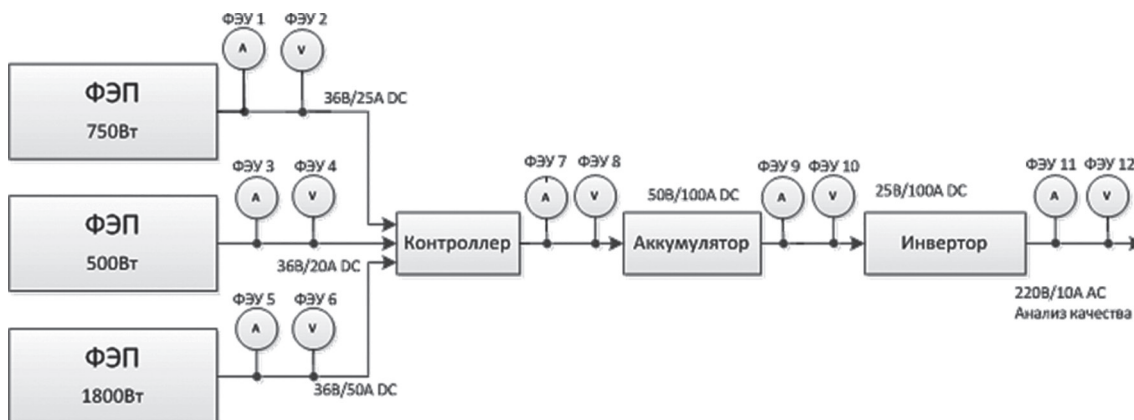 ФЭУ 1
ФЭУ 2
А
V
ФЭП
750Вт
36В/25А DC
ФЭУ 3
ФЭУ 4
А
V
ФЭП
500Вт
36В/20А DC
ФЭУ 5
ФЭУ 6
А
V
ФЭП
1800Вт
36В/50А DC
Контроллер
ФЭУ 7
ФЭУ 8
А
V
50В/100А DC
Аккумулятор
ФЭУ 9
ФЭУ 10
А
V
25В/100А DC
Инвертор
ФЭУ 11
ФЭУ 12
А
V
220В/10А АС
Анализ качества